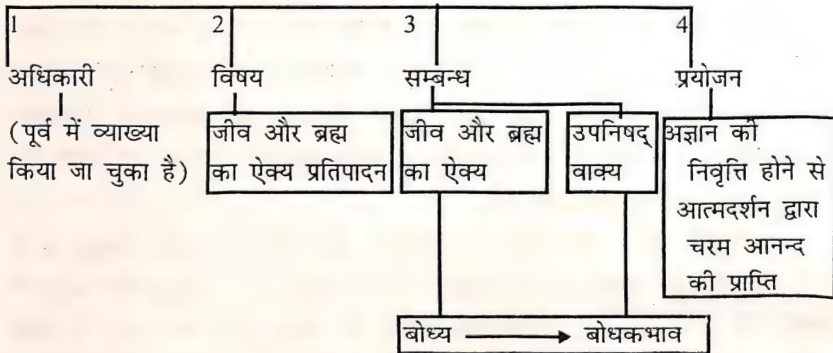 1 2 3 4
अधिकारी विषय सम्बन्ध प्रयोजन
(पूर्व में व्याख्या
किया जा चुका है)
जीव और ब्रह्म
का ऐक्य प्रतिपादन
जीव और ब्रह्म
का ऐक्य
उपनिषद्
वाक्य
अज्ञान की
निवृत्ति होने से
आत्मदर्शन द्वारा
चरम आनन्द
की प्राप्ति
बोध्य → बोधकभाव